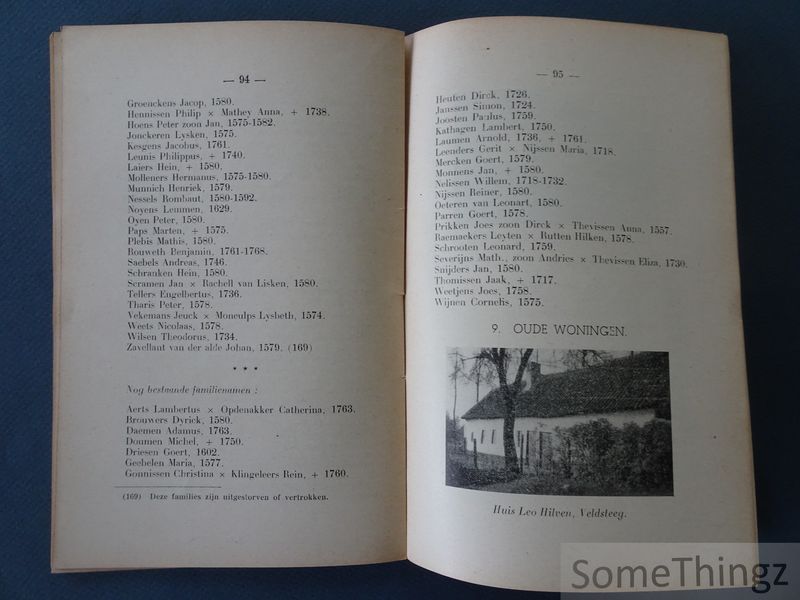 — 94 —
Groenckens Jacop, 1580.
Hennissen Philip × Mathey Anna, + 1738.
Hoens Peter zoon Jan, 1575-1582.
Jonckeren Lysken, 1575.
Kesgens Jacobus, 1761.
Leunis Philippus, + 1740.
Laiers Hein, + 1580.
Molleners Hermanus, 1575-1580.
Munnich Henriek, 1579.
Nessels Rombaut, 1580-1592.
Noyens Lemmen, 1629.
Oyen Peter, 1580.
Paps Marten, + 1575.
Plebis Mathis, 1580.
Rouweth Benjamin, 1761-1768.
Saebels Andreas, 1746.
Schranken Hein, 1580.
Scramen Jan × Rachell van Lisken, 1580.
Tellers Engelbertus, 1736.
Tharis Peter, 1578.
Vekemans Jeuck × Monculps Lysbeth, 1574.
Weets Nicolaas, 1578.
Wilsen Theodorus, 1734.
Zavellant van der alde Johan, 1579. (169)
* * *
Nog bestaande familienamen :
Aerts Lambertus × Opdenakker Catherina, 1763.
Brouwers Dyrick, 1580.
Daemen Adamus, 1763.
Doumen Michel, + 1750.
Driesen Goert, 1602.
Geebelen Maria, 1577.
Gonnissen Christina × Klingeleers Rein, + 1760.
(169) Deze families zijn uitgestorven of vertrokken.
— 95 —
Heuten Dirck, 1726.
Janssen Simon, 1724.
Joosten Paulus, 1759.
Kathagen Lambert, 1750.
Laumen Arnold, 1736, + 1761.
Leenders Gerit × Nijssen Maria, 1718.
Mercken Goert, 1579.
Monnens Jan, + 1580.
Nelissen Willem, 1718-1732.
Nijssen Reiner, 1580.
Oeteren van Leonart, 1580.
Parren Goert, 1578.
Prikken Joes zoon Dirck × Thevissen Anna, 1557.
Raemaekers Leyten × Rutten Hilken, 1578.
Schrooten Leonard, 1759.
Severijns Math., zoon Andries × Thevissen Eliza, 1730.
Snijders Jan, 1580.
Thomissen Jaak, + 1717.
Weetjens Joes, 1758.
Wijnen Cornelis, 1575.
9. OUDE WONINGEN.
Huis Leo Hilven, Veldsteeg.
SomeThingz